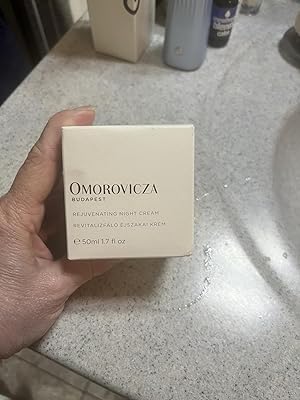 OMOROVICZA
BUDAPEST
REJUVENATING NIGHT CREAM
REVITALIZÁLÓ ÉJSZAKAI KRÉM
℮ 50ml 1.7 fl.oz